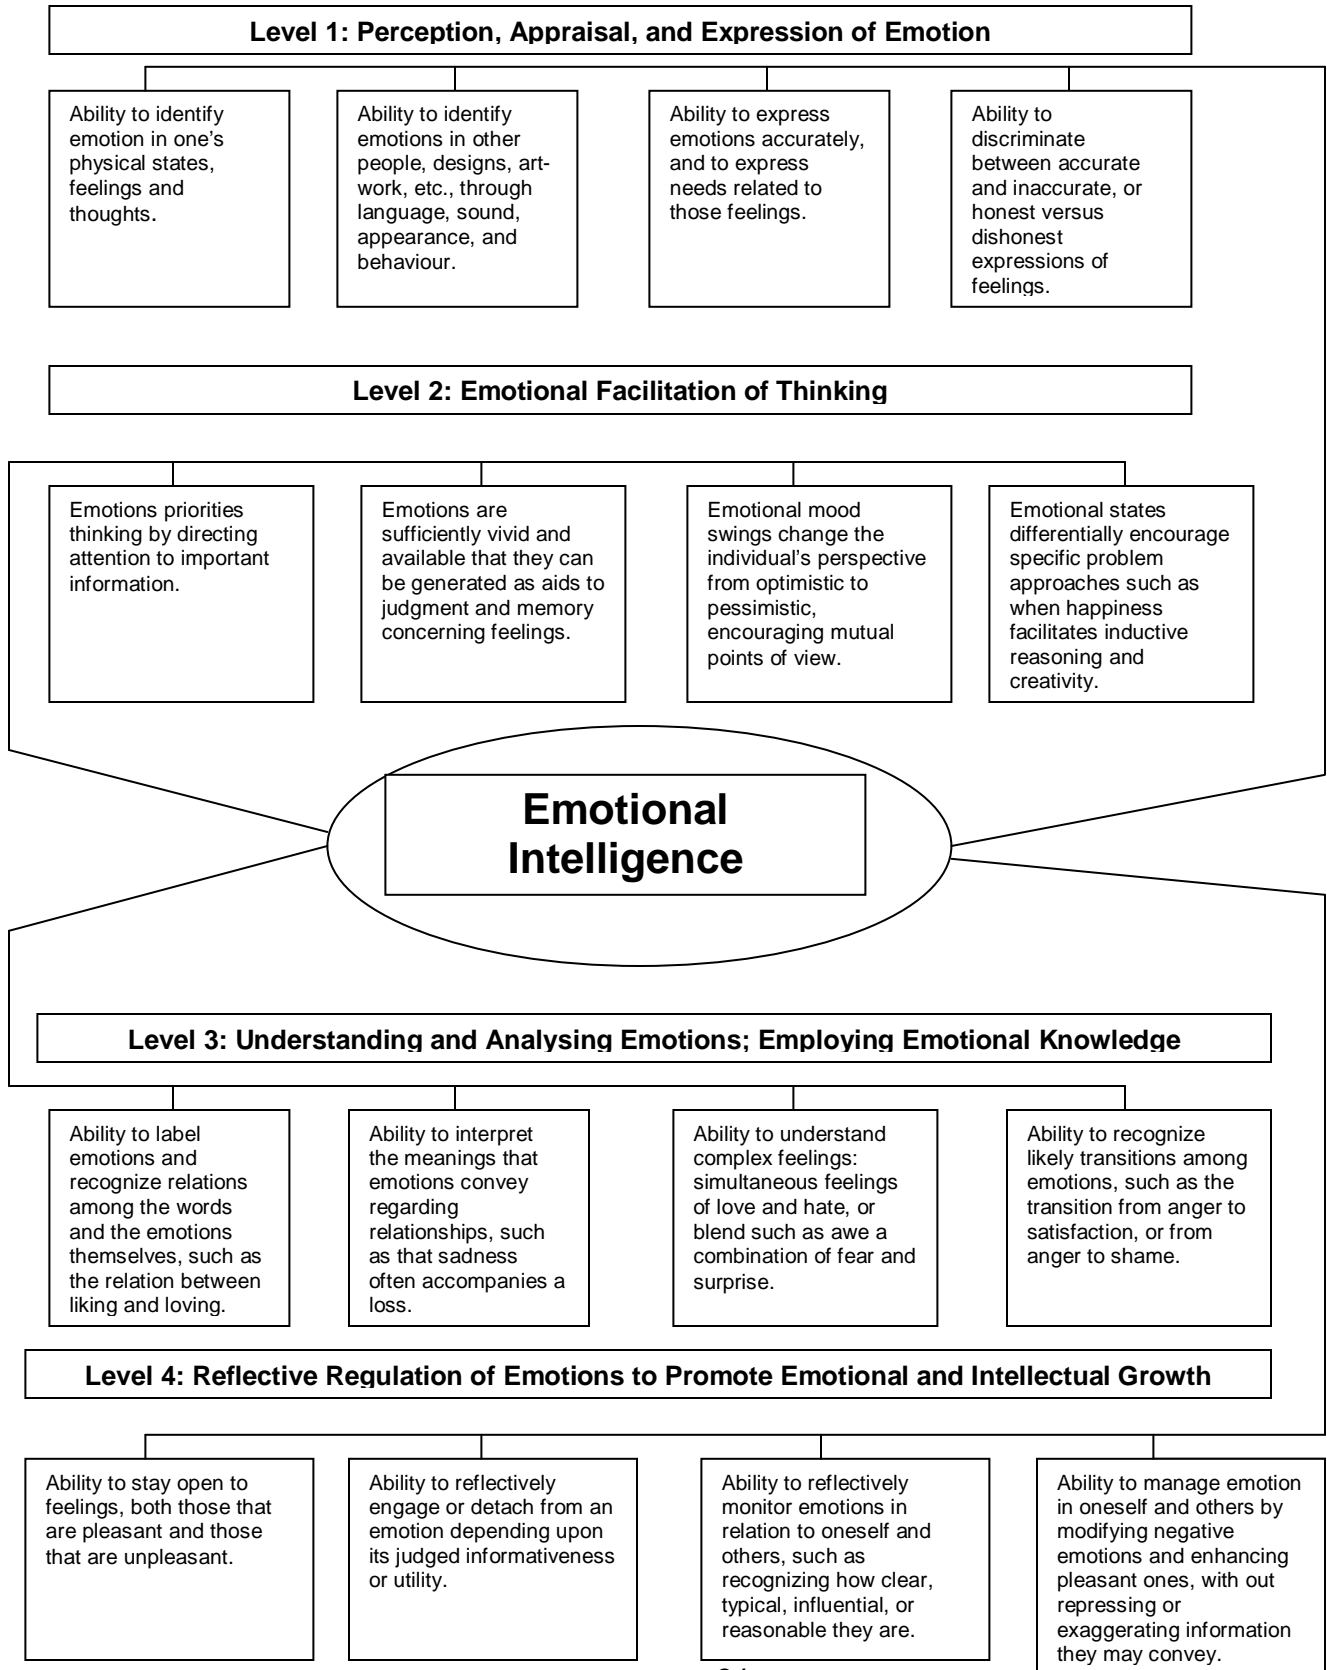 Level 1: Perception, Appraisal, and Expression of Emotion
Ability to identify
emotion in one's
physical states,
feelings and
thoughts.
Ability to identify
emotions in other
people, designs, art-
work, etc., through
language, sound,
appearance, and
behaviour.
Ability to express
emotions accurately,
and to express
needs related to
those feelings.
Ability to
discriminate
between accurate
and inaccurate, or
honest versus
dishonest
expressions of
feelings.
Level 2: Emotional Facilitation of Thinking
Emotions priorities
thinking by directing
attention to important
information.
Emotions are
sufficiently vivid and
available that they can
be generated as aids to
judgment and memory
concerning feelings.
Emotional mood
swings change the
individual's perspective
from optimistic to
pessimistic,
encouraging mutual
points of view.
Emotional states
differentially encourage
specific problem
approaches such as
when happiness
facilitates inductive
reasoning and
creativity.
Emotional
Intelligence
Level 3: Understanding and Analysing Emotions; Employing Emotional Knowledge
Ability to label
emotions and
recognize relations
among the words
and the emotions
themselves, such as
the relation between
liking and loving.
Ability to interpret
the meanings that
emotions convey
regarding
relationships, such
as that sadness
often accompanies a
loss.
Ability to understand
complex feelings:
simultaneous feelings
of love and hate, or
blend such as awe a
combination of fear and
surprise.
Ability to recognize
likely transitions among
emotions, such as the
transition from anger to
satisfaction, or from
anger to shame.
Level 4: Reflective Regulation of Emotions to Promote Emotional and Intellectual Growth
Ability to stay open to
feelings, both those that
are pleasant and those
that are unpleasant.
Ability to reflectively
engage or detach from an
emotion depending upon
its judged informativeness
or utility.
Ability to reflectively
monitor emotions in
relation to oneself and
others, such as
recognizing how clear,
typical, influential, or
reasonable they are.
Ability to manage emotion
in oneself and others by
modifying negative
emotions and enhancing
pleasant ones, with out
repressing or
exaggerating information
they may convey.